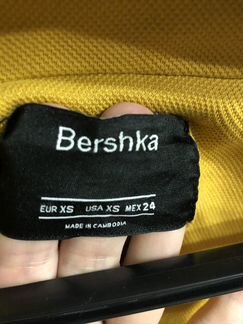 Bershka
EUR XS USA XS MEX 24
MADE IN CAMBODIA